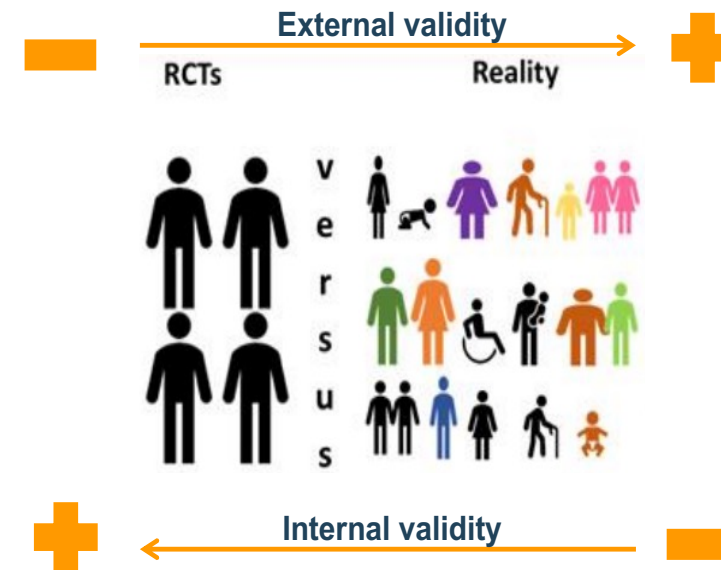 External validity
RCTs
Reality
v
e
r
s
u
s
Internal validity